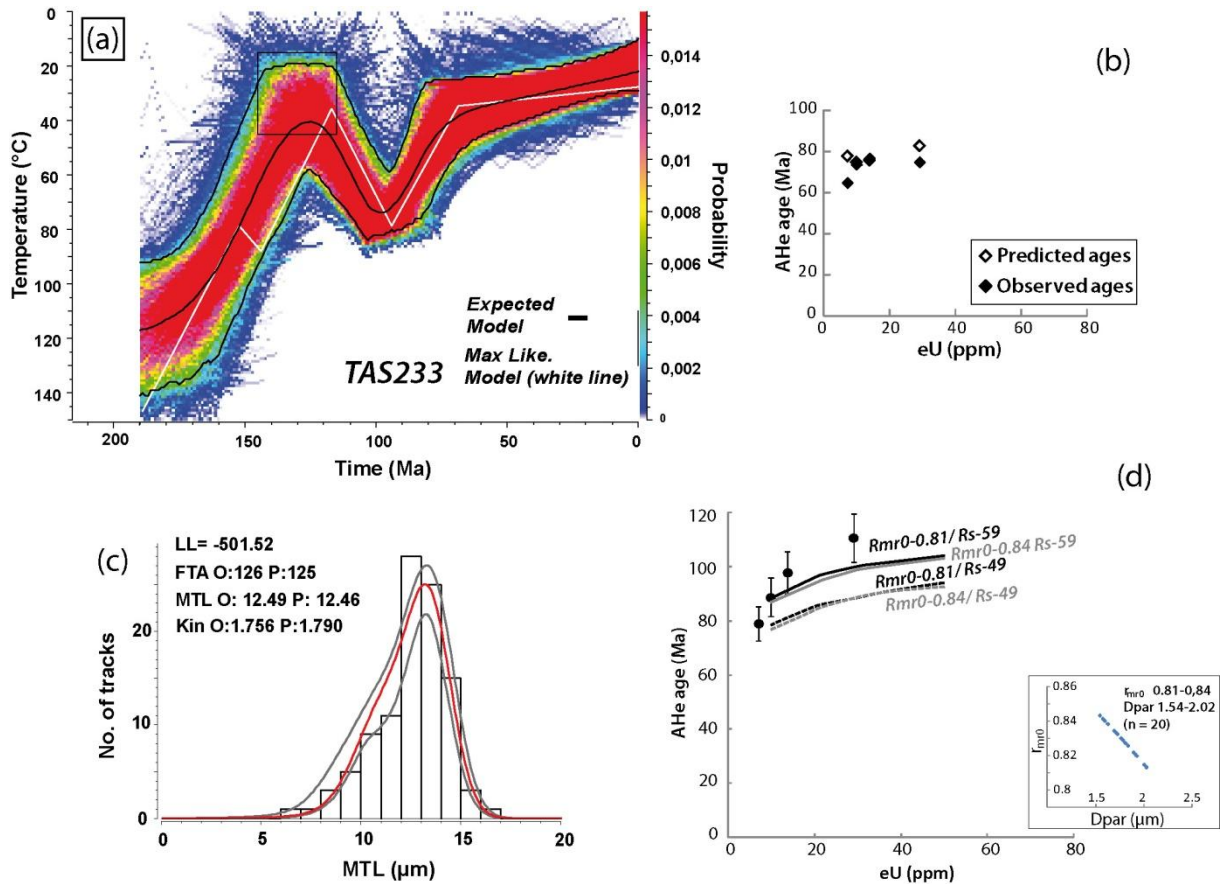 (a)
0
20
40
60
80
100
120
140
Temperature (°C)
200
150
100
50
0
Time (Ma)
Expected
Model
Max Like.
Model (white line)
TAS233
0,014
0,012
0,01
0,008
0,006
0,004
0,002
0
Probability
(b)
100
80
60
40
20
0
AHe age (Ma)
0
20
40
60
80
eU (ppm)
Predicted ages
Observed ages
(c)
LL= -501.52
FTA O:126 P:125
MTL O: 12.49 P: 12.46
Kin O:1.756 P:1.790
20
10
0
No. of tracks
0
5
10
15
20
MTL (µm)
(d)
120
100
80
60
40
20
0
AHe age (Ma)
Rmr0-0.81/ Rs-59
Rmr0-0.84 Rs-59
Rmr0-0.81/ Rs-49
Rmr0-0.84/ Rs-49
0
10
20
30
40
50
60
70
80
eU (ppm)
0.86
0.84
0.82
0.8
rmr0
rmr0 0.81-0,84
Dpar 1.54-2.02
(n = 20)
1
1.5
2
2.5
Dpar (µm)